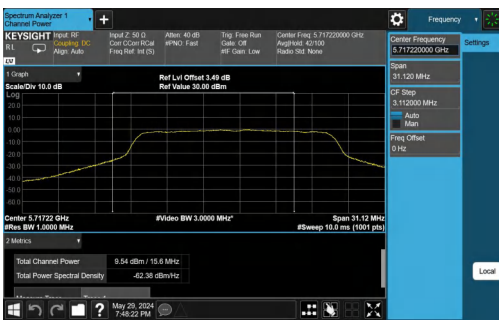 Spectrum Analyzer 1
Channel Power
Frequency
KEYSIGHT
Input: RF
Coupling: DC
Align: Auto
Input Z: 50 Ω
Corr CCorr RCal
Freq Ref: Int (S)
Atten: 40 dB
#PNO: Fast
Trig: Free Run
Gate: Off
#IF Gain: Low
Center Freq: 5.717220000 GHz
Avg|Hold: 42/100
Radio Std: None
R L
Center Frequency
5.717220000 GHz
Settings
Span
31.120 MHz
CF Step
3.112000 MHz
Auto
Man
Freq Offset
0 Hz
1 Graph
Scale/Div 10.0 dB
Ref Lvl Offset 3.49 dB
Ref Value 30.00 dBm
Log
20.0
10.0
0.00
-10.0
-20.0
-30.0
-40.0
-50.0
-60.0
Center 5.71722 GHz
#Video BW 3.0000 MHz*
Span 31.12 MHz
#Res BW 1.0000 MHz
#Sweep 10.0 ms (1001 pts)
2 Metrics
Total Channel Power
9.54 dBm / 15.6 MHz
Total Power Spectral Density
-62.38 dBm/Hz
Local
?
May 29, 2024
7:48:22 PM